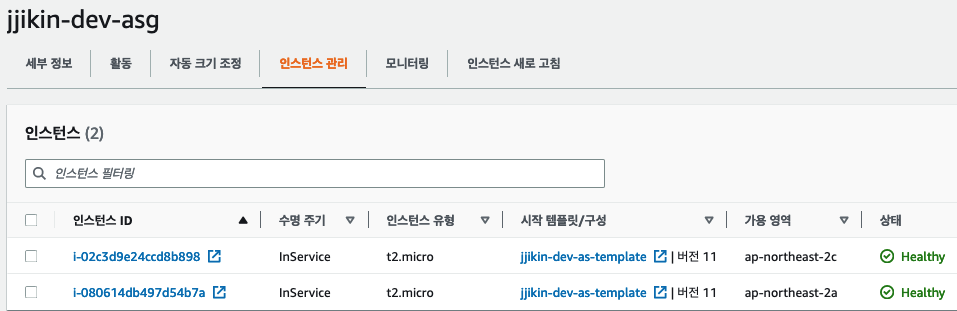 jjikin-dev-asg
세부 정보 활동 자동 크기 조정 인스턴스 관리 모니터링 인스턴스 새로 고침
인스턴스 (2)
인스턴스 필터링
인스턴스 ID 수명 주기 인스턴스 유형 시작 템플릿/구성 가용 영역 상태
i-02c3d9e24ccd8b898 InService t2.micro jjikin-dev-as-template | 버전 11 ap-northeast-2c Healthy
i-080614db497d54b7a InService t2.micro jjikin-dev-as-template | 버전 11 ap-northeast-2a Healthy